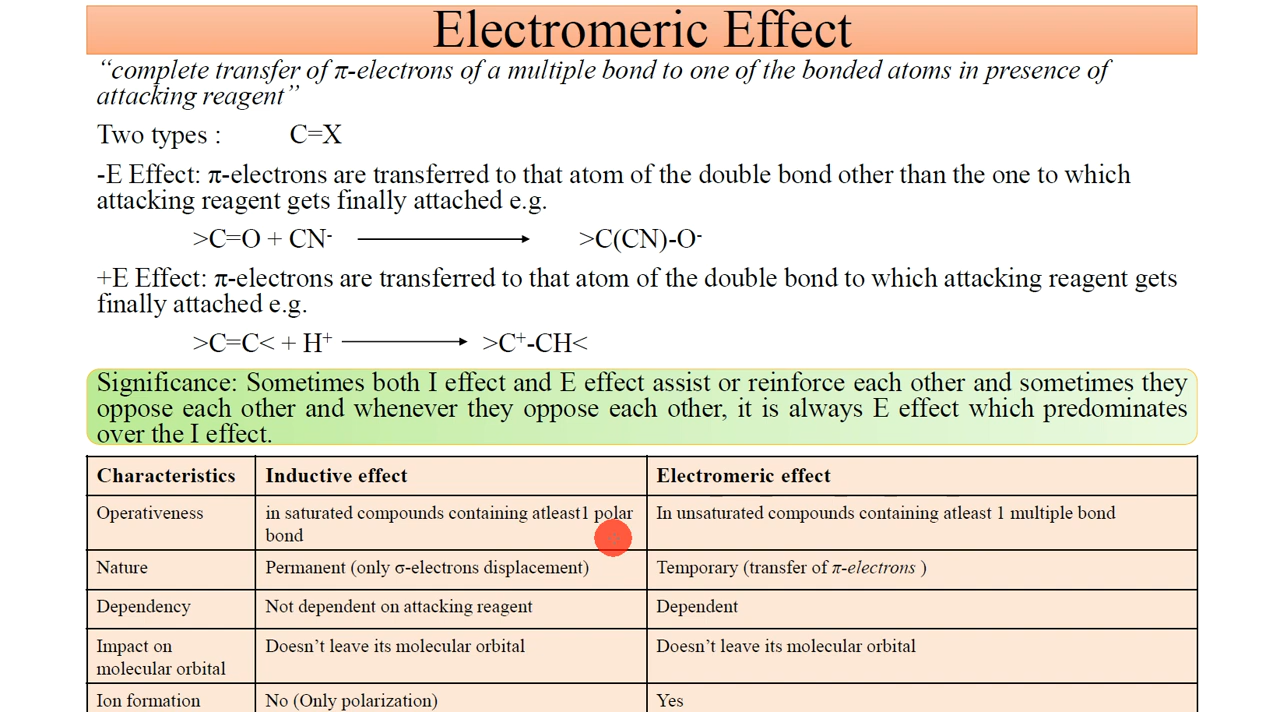 Electromeric Effect
“complete transfer of π-electrons of a multiple bond to one of the bonded atoms in presence of
attacking reagent”
Two types : C=X
-E Effect: π-electrons are transferred to that atom of the double bond other than the one to which
attacking reagent gets finally attached e.g.
>C=O + CN⁻ ⟶ >C(CN)-O⁻
+E Effect: π-electrons are transferred to that atom of the double bond to which attacking reagent gets
finally attached e.g.
>C=C< + H⁺ ⟶ >C⁺-CH<
Significance: Sometimes both I effect and E effect assist or reinforce each other and sometimes they
oppose each other and whenever they oppose each other, it is always E effect which predominates
over the I effect.
Characteristics Inductive effect Electromeric effect
Operativeness in saturated compounds containing atleast1 polar In unsaturated compounds containing atleast 1 multiple bond
bond
Nature Permanent (only σ-electrons displacement) Temporary (transfer of π-electrons )
Dependency Not dependent on attacking reagent Dependent
Impact on Doesn’t leave its molecular orbital Doesn’t leave its molecular orbital
molecular orbital
Ion formation No (Only polarization) Yes